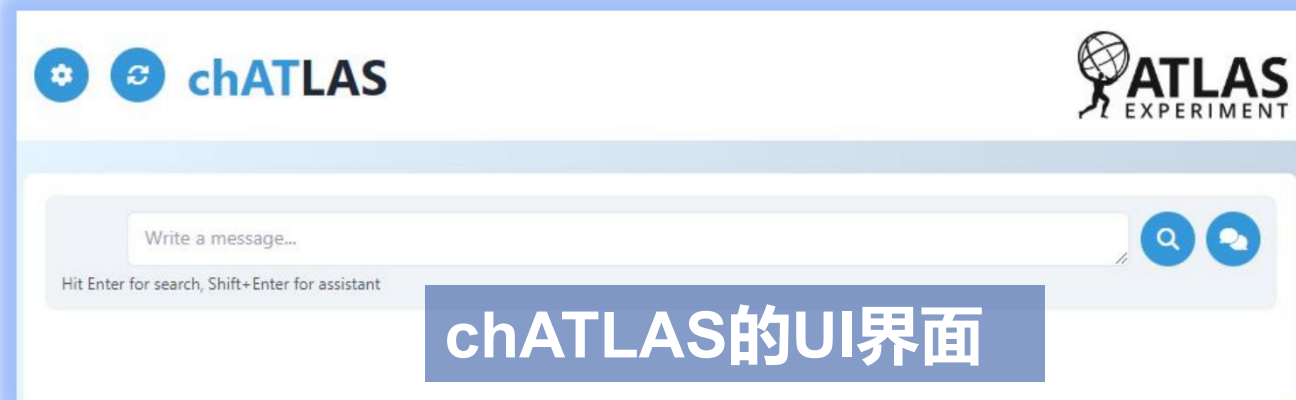 chATLAS
ATLAS
EXPERIMENT
Write a message...
Hit Enter for search, Shift+Enter for assistant
chATLAS的UI界面